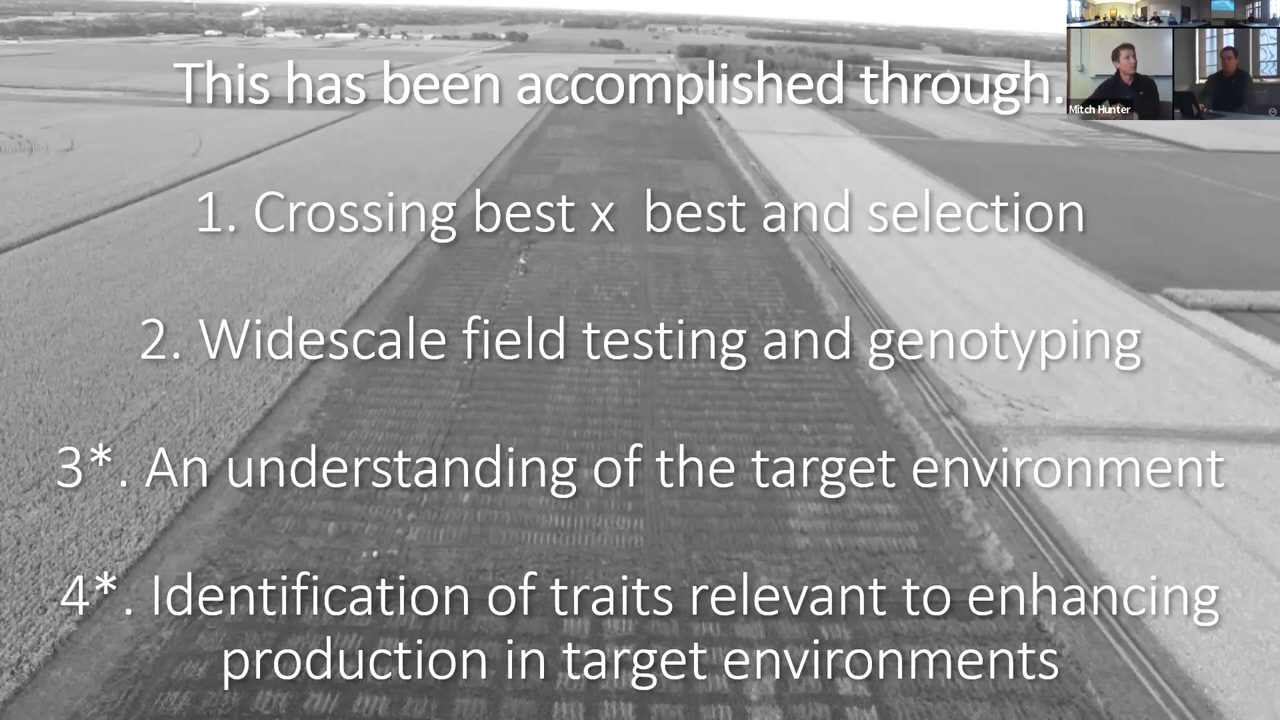 This has been accomplished through.
Mitch Hunter
1. Crossing best x best and selection
2. Widescale field testing and genotyping
3*. An understanding of the target environment
4*. Identification of traits relevant to enhancing
production in target environments